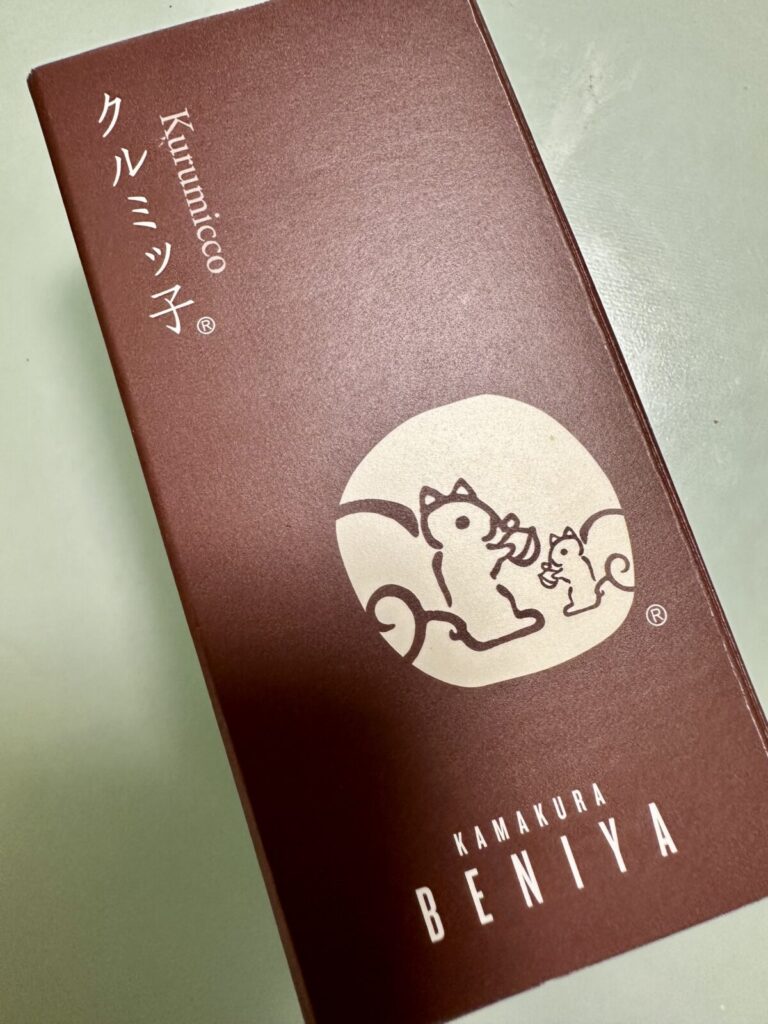 クルミッ子®
Kurumicco
®
KAMAKURA
BENIYA